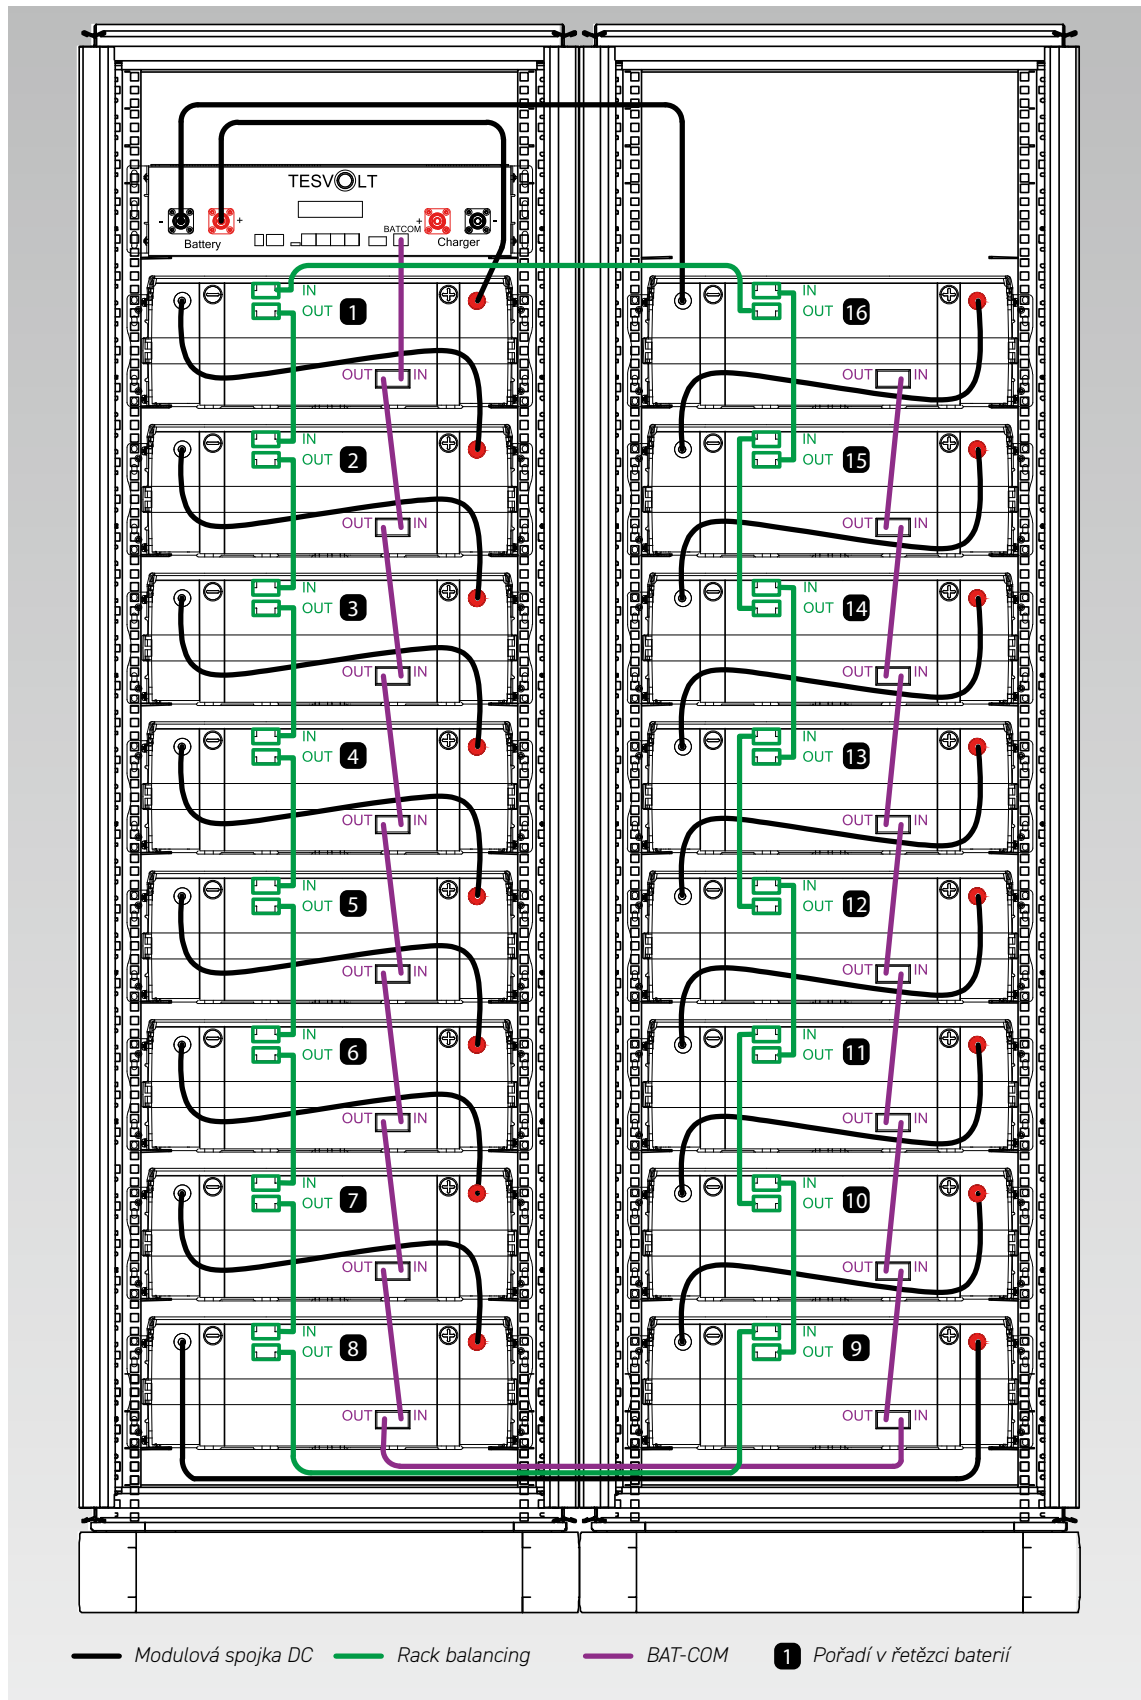 TESVOLT
- + BATCOM + -
Battery Charger
IN
OUT 1
OUT IN
IN
OUT 2
OUT IN
IN
OUT 3
OUT IN
IN
OUT 4
OUT IN
IN
OUT 5
OUT IN
IN
OUT 6
OUT IN
IN
OUT 7
OUT IN
IN
OUT 8
OUT IN
IN
OUT 16
OUT IN
IN
OUT 15
OUT IN
IN
OUT 14
OUT IN
IN
OUT 13
OUT IN
IN
OUT 12
OUT IN
IN
OUT 11
OUT IN
IN
OUT 10
OUT IN
IN
OUT 9
OUT IN
Modulová spojka DC Rack balancing BAT-COM 1 Pořadí v řetězci baterií